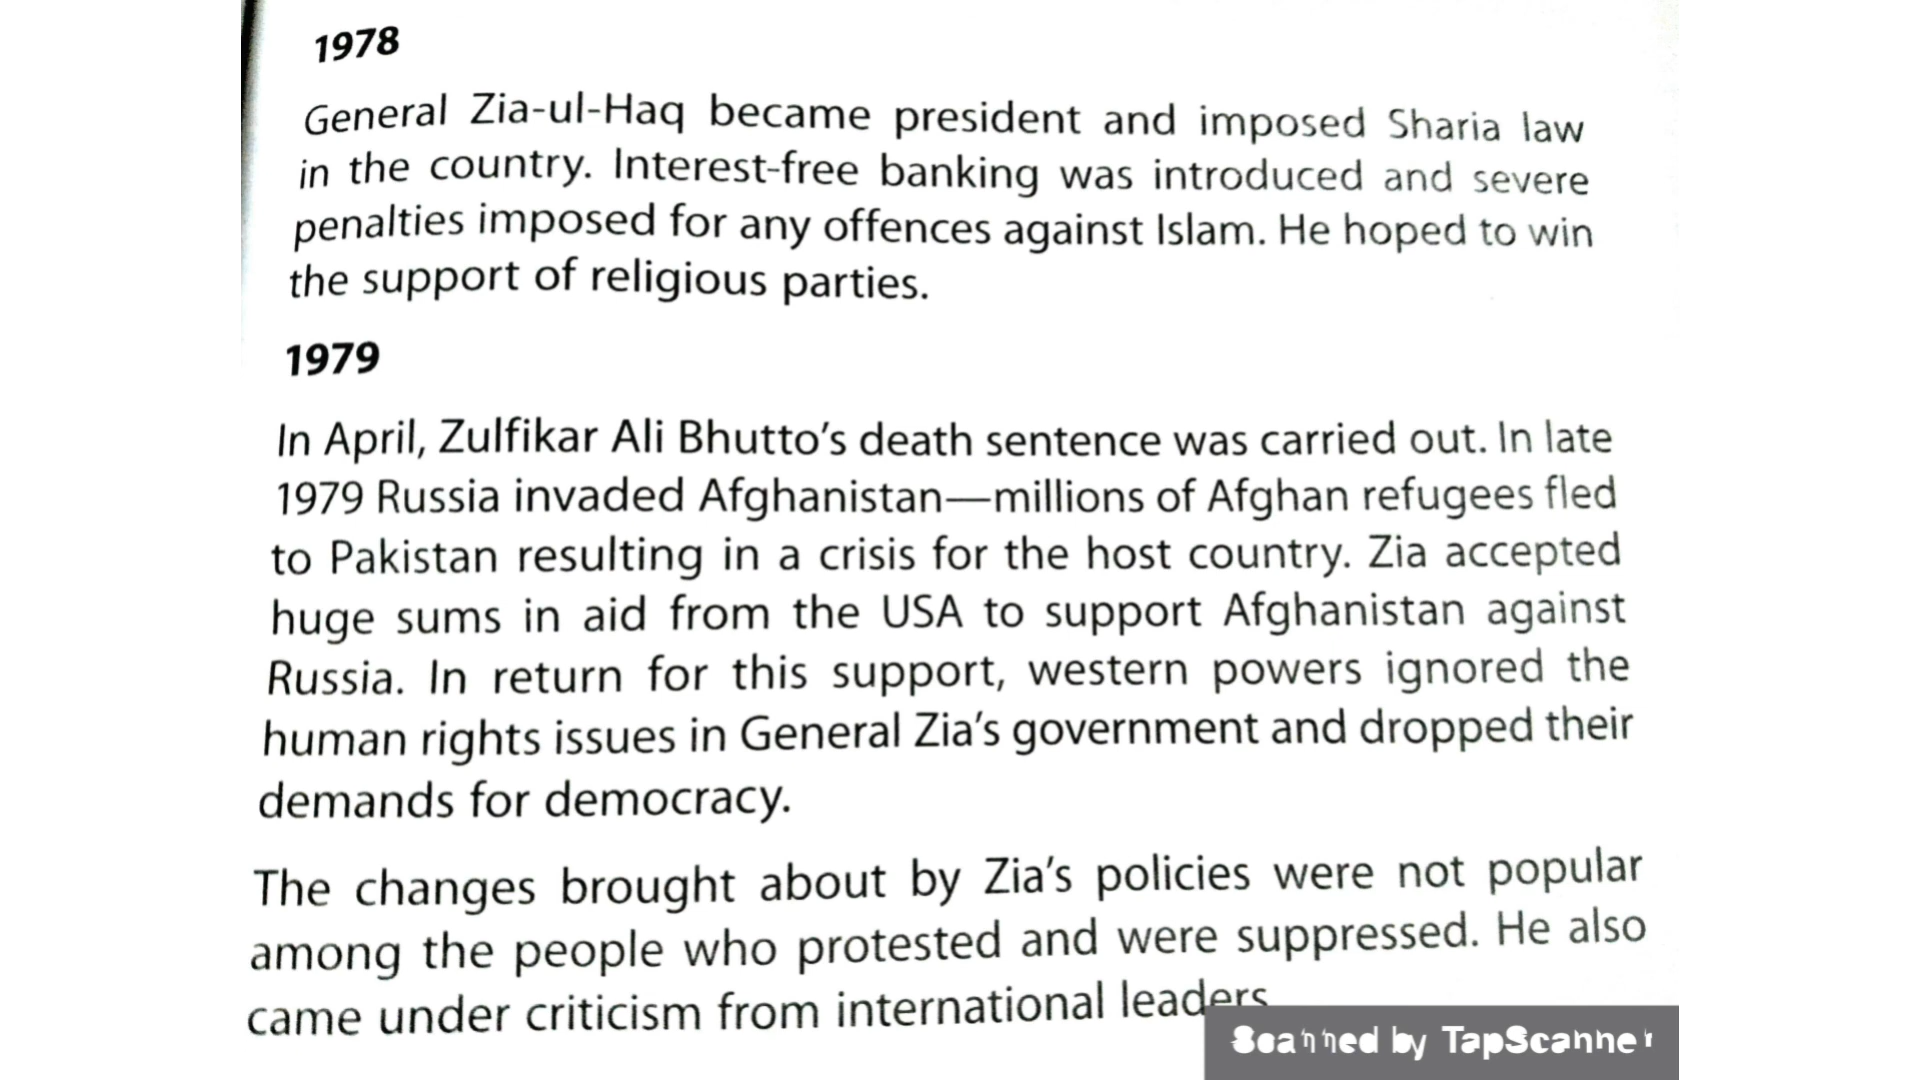 1978
General Zia-ul-Haq became president and imposed Sharia law
in the country. Interest-free banking was introduced and severe
penalties imposed for any offences against Islam. He hoped to win
the support of religious parties.
1979
In April, Zulfikar Ali Bhutto's death sentence was carried out. In late
1979 Russia invaded Afghanistan—millions of Afghan refugees fled
to Pakistan resulting in a crisis for the host country. Zia accepted
huge sums in aid from the USA to support Afghanistan against
Russia. In return for this support, western powers ignored the
human rights issues in General Zia's government and dropped their
demands for democracy.
The changes brought about by Zia's policies were not popular
among the people who protested and were suppressed. He also
came under criticism from international leaders
Scanned by TapScanner